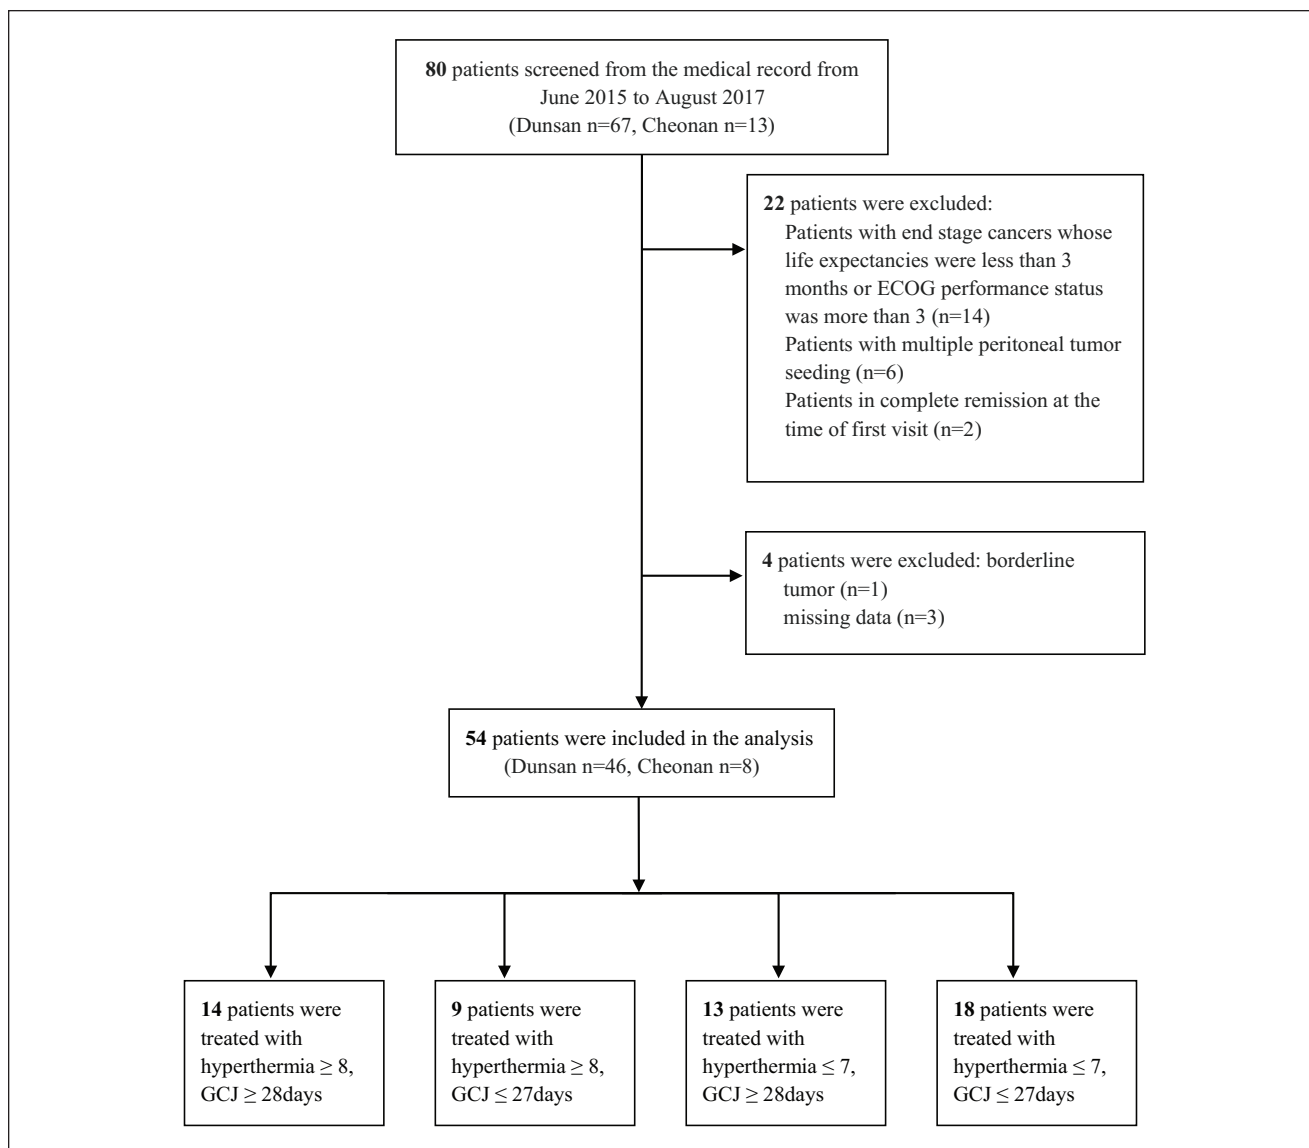 80 patients screened from the medical record from
June 2015 to August 2017
(Dunsan n=67, Cheonan n=13)
22 patients were excluded:
Patients with end stage cancers whose
life expectancies were less than 3
months or ECOG performance status
was more than 3 (n=14)
Patients with multiple peritoneal tumor
seeding (n=6)
Patients in complete remission at the
time of first visit (n=2)
4 patients were excluded: borderline
tumor (n=1)
missing data (n=3)
54 patients were included in the analysis
(Dunsan n=46, Cheonan n=8)
14 patients were
treated with
hyperthermia ≥ 8,
GCJ ≥ 28days
9 patients were
treated with
hyperthermia ≥ 8,
GCJ ≤ 27days
13 patients were
treated with
hyperthermia ≤ 7,
GCJ ≥ 28days
18 patients were
treated with
hyperthermia ≤ 7,
GCJ ≤ 27days